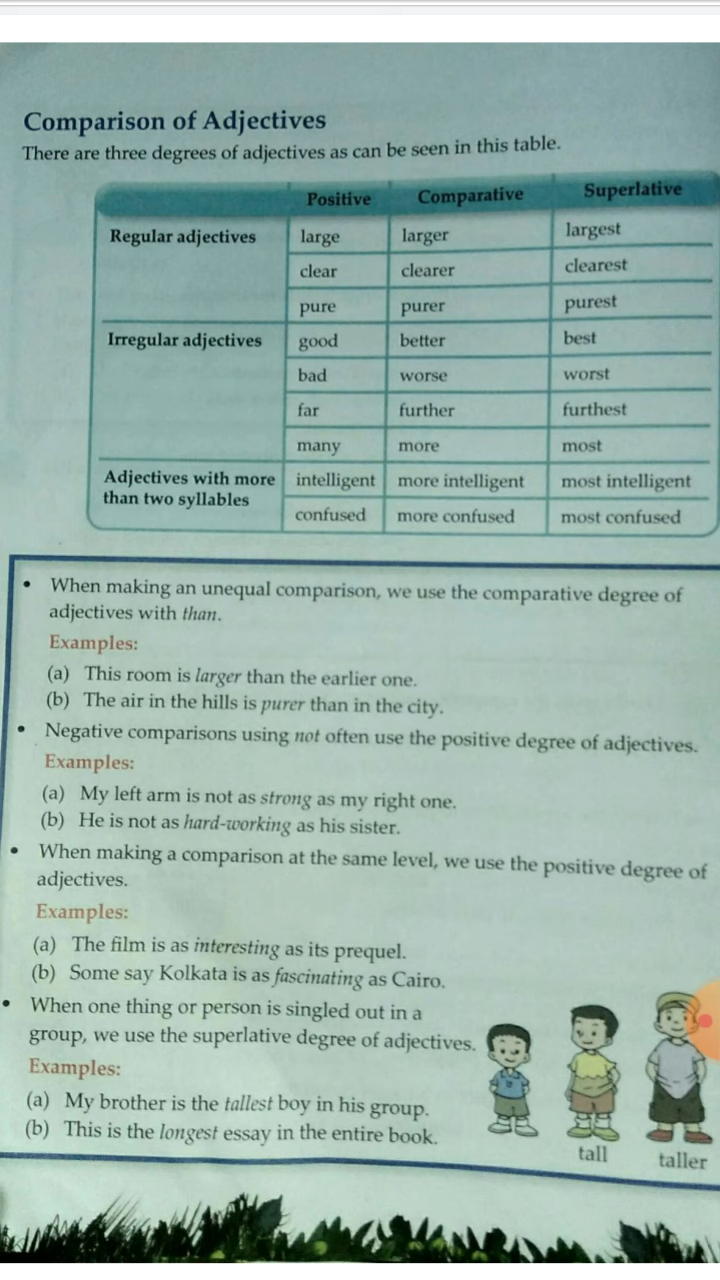 Comparison of Adjectives
There are three degrees of adjectives as can be seen in this table.
Positive Comparative Superlative
Regular adjectives large larger largest
clear clearer clearest
pure purer purest
Irregular adjectives good better best
bad worse worst
far further furthest
many more most
Adjectives with more than two syllables intelligent more intelligent most intelligent
confused more confused most confused
• When making an unequal comparison, we use the comparative degree of
adjectives with than.
Examples:
(a) This room is larger than the earlier one.
(b) The air in the hills is purer than in the city.
• Negative comparisons using not often use the positive degree of adjectives.
Examples:
(a) My left arm is not as strong as my right one.
(b) He is not as hard-working as his sister.
• When making a comparison at the same level, we use the positive degree of
adjectives.
Examples:
(a) The film is as interesting as its prequel.
(b) Some say Kolkata is as fascinating as Cairo.
• When one thing or person is singled out in a
group, we use the superlative degree of adjectives.
Examples:
(a) My brother is the tallest boy in his group.
(b) This is the longest essay in the entire book.
tall taller